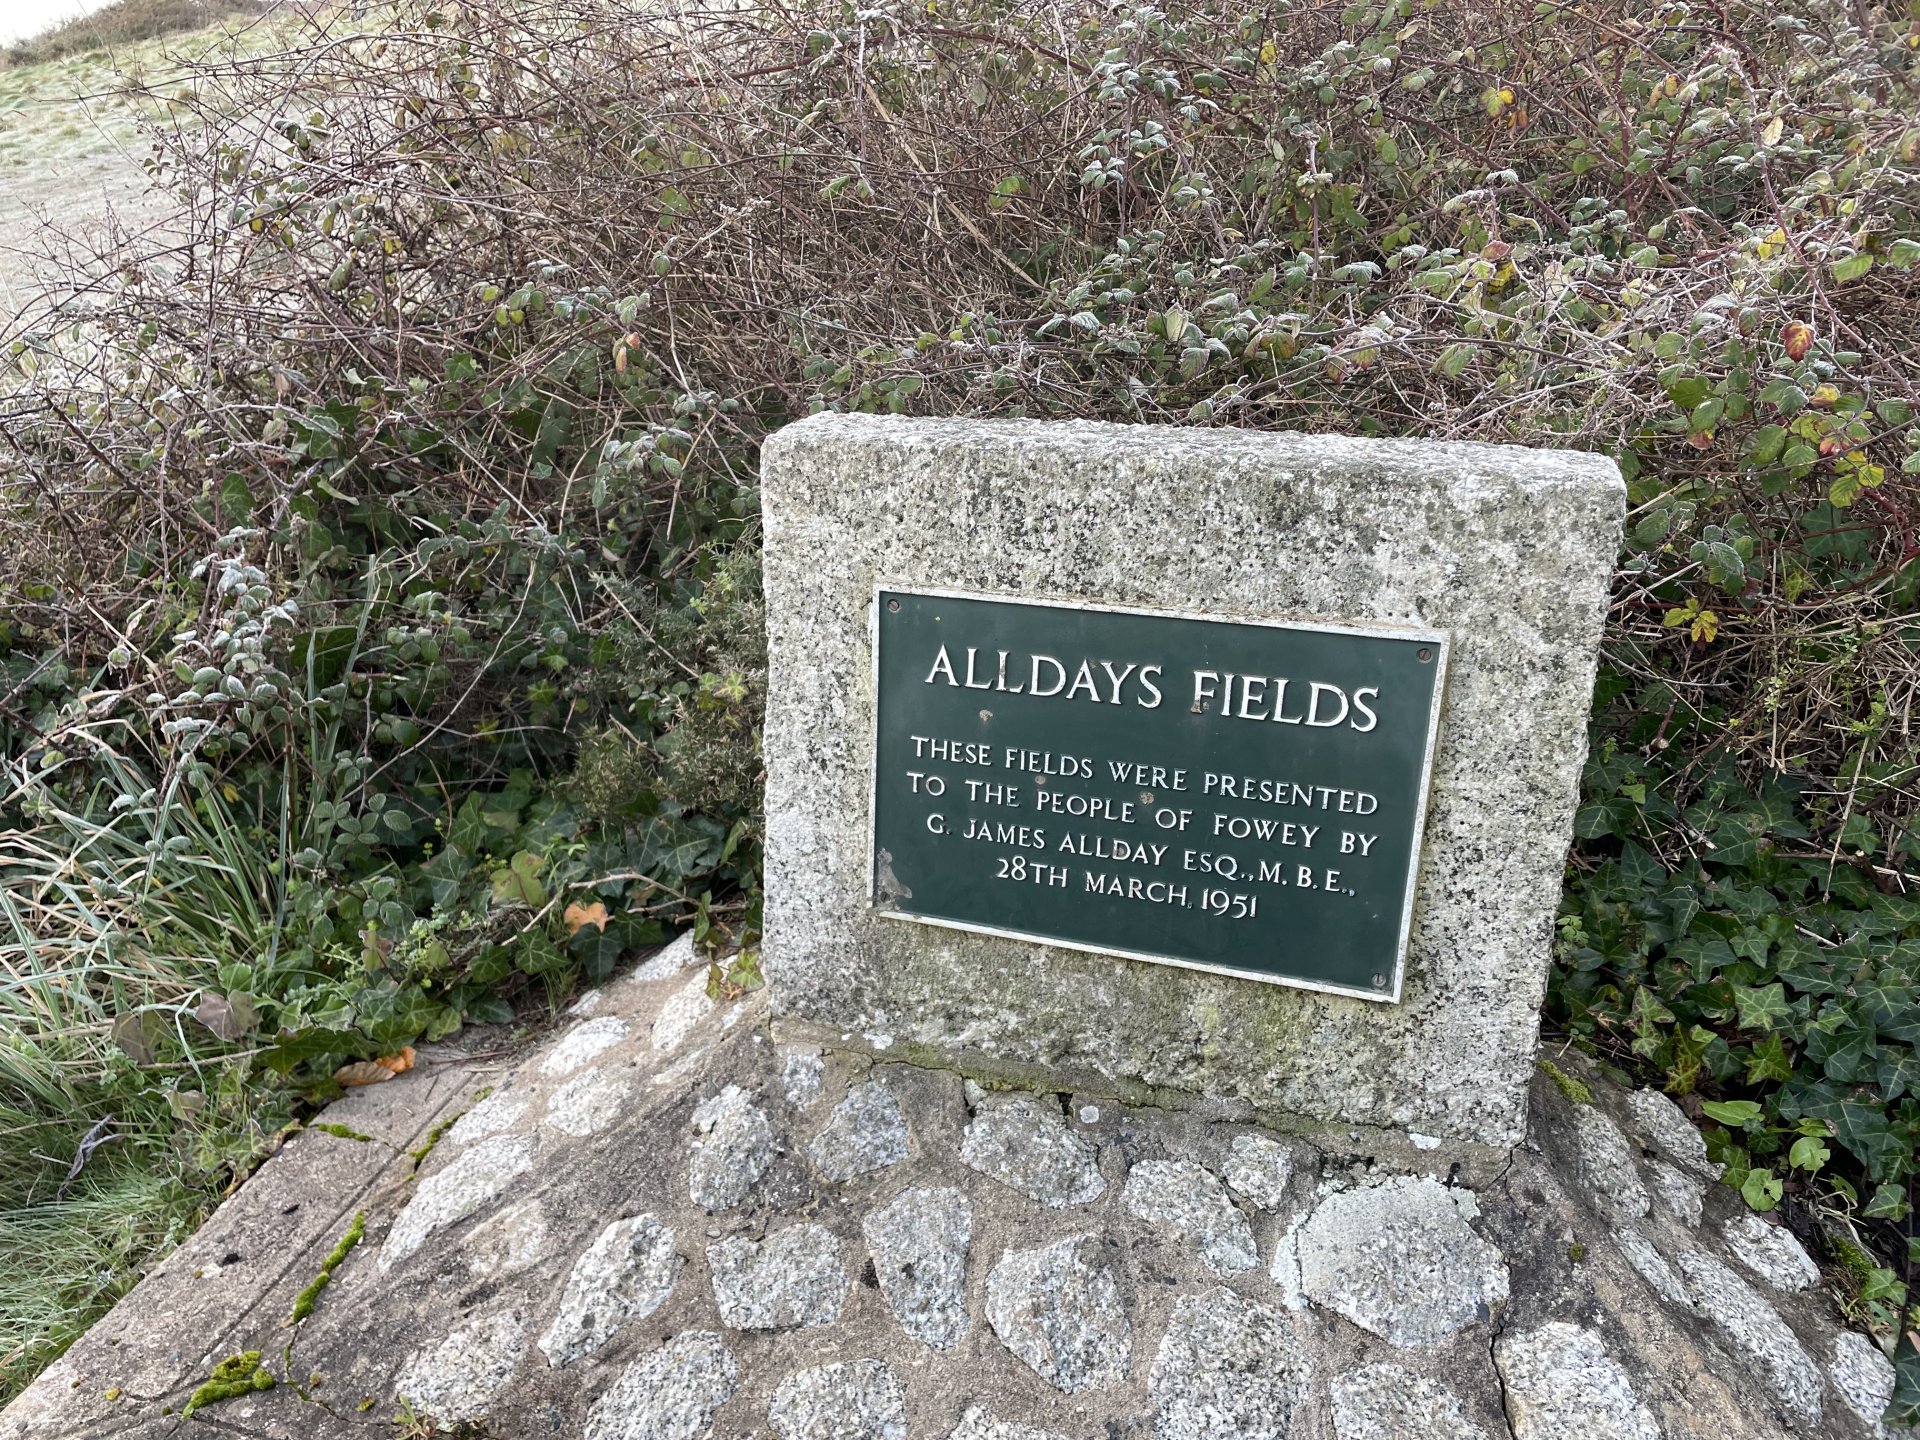 ALLDAYS FIELDS
THESE FIELDS WERE PRESENTED
TO THE PEOPLE OF FOWEY BY
G. JAMES ALLDAY ESQ., M. B. E.,
28TH MARCH, 1951